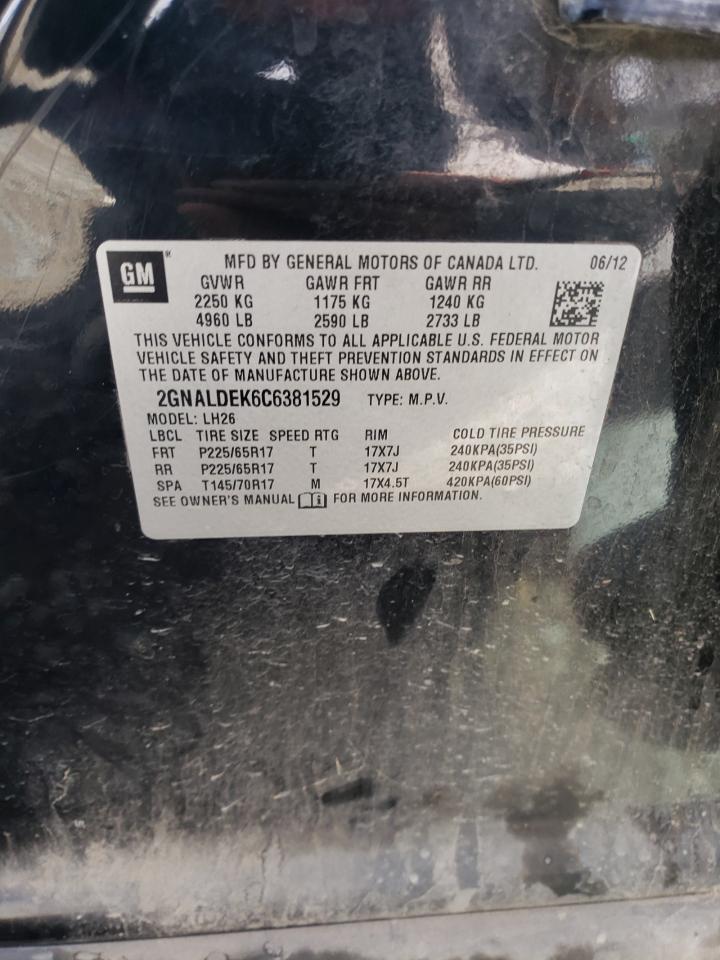 GM®
MFD BY GENERAL MOTORS OF CANADA LTD. 06/12
GVWR GAWR FRT GAWR RR
2250 KG 1175 KG 1240 KG
4960 LB 2590 LB 2733 LB
THIS VEHICLE CONFORMS TO ALL APPLICABLE U.S. FEDERAL MOTOR
VEHICLE SAFETY AND THEFT PREVENTION STANDARDS IN EFFECT ON
THE DATE OF MANUFACTURE SHOWN ABOVE.
2GNALDEK6C6381529 TYPE: M.P.V.
MODEL: LH26
LBCL TIRE SIZE SPEED RTG RIM COLD TIRE PRESSURE
FRT P225/65R17 T 17X7J 240KPA(35PSI)
RR P225/65R17 T 17X7J 240KPA(35PSI)
SPA T145/70R17 M 17X4.5T 420KPA(60PSI)
SEE OWNER'S MANUAL FOR MORE INFORMATION.